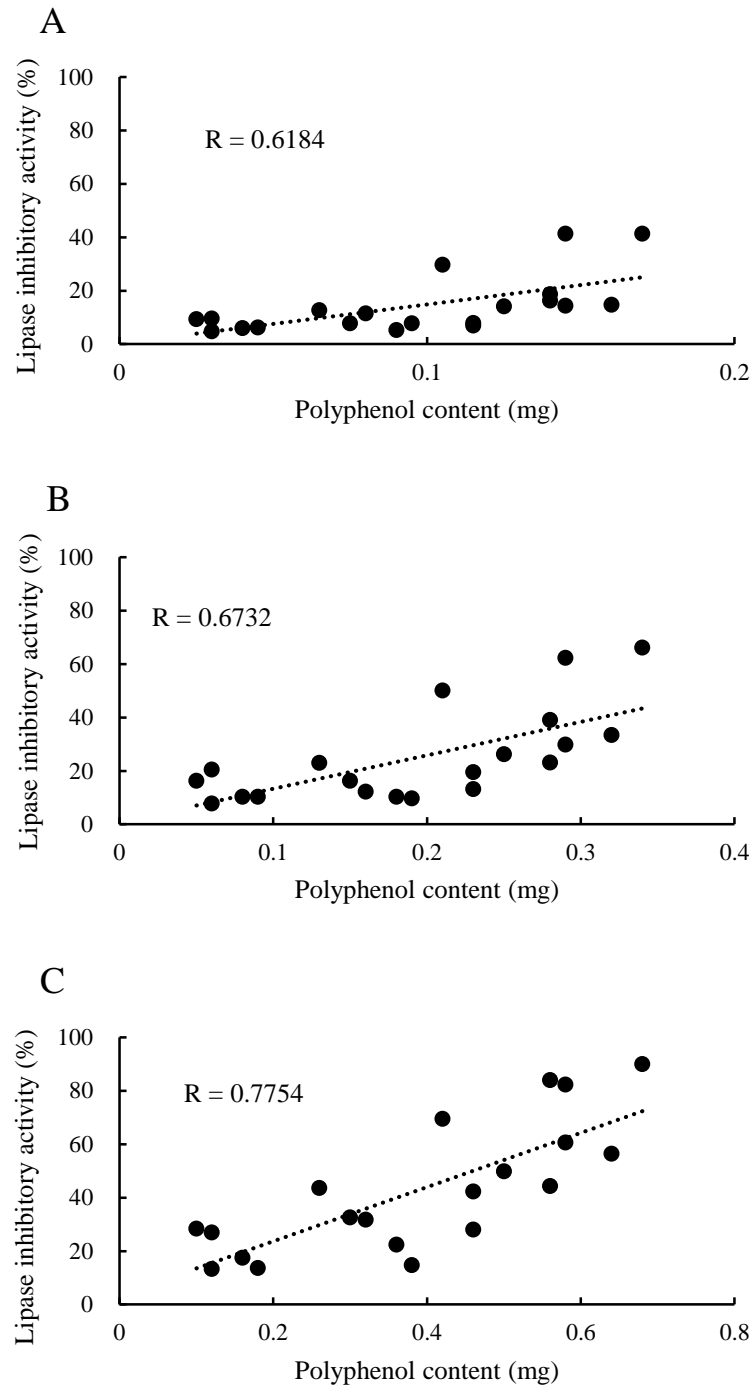 A
Lipase inhibitory activity (%)
100
80
60
40
20
0
R = 0.6184
0
0.1
0.2
Polyphenol content (mg)
B
Lipase inhibitory activity (%)
100
80
60
40
20
0
R = 0.6732
0
0.1
0.2
0.3
0.4
Polyphenol content (mg)
C
Lipase inhibitory activity (%)
100
80
60
40
20
0
R = 0.7754
0
0.2
0.4
0.6
0.8
Polyphenol content (mg)